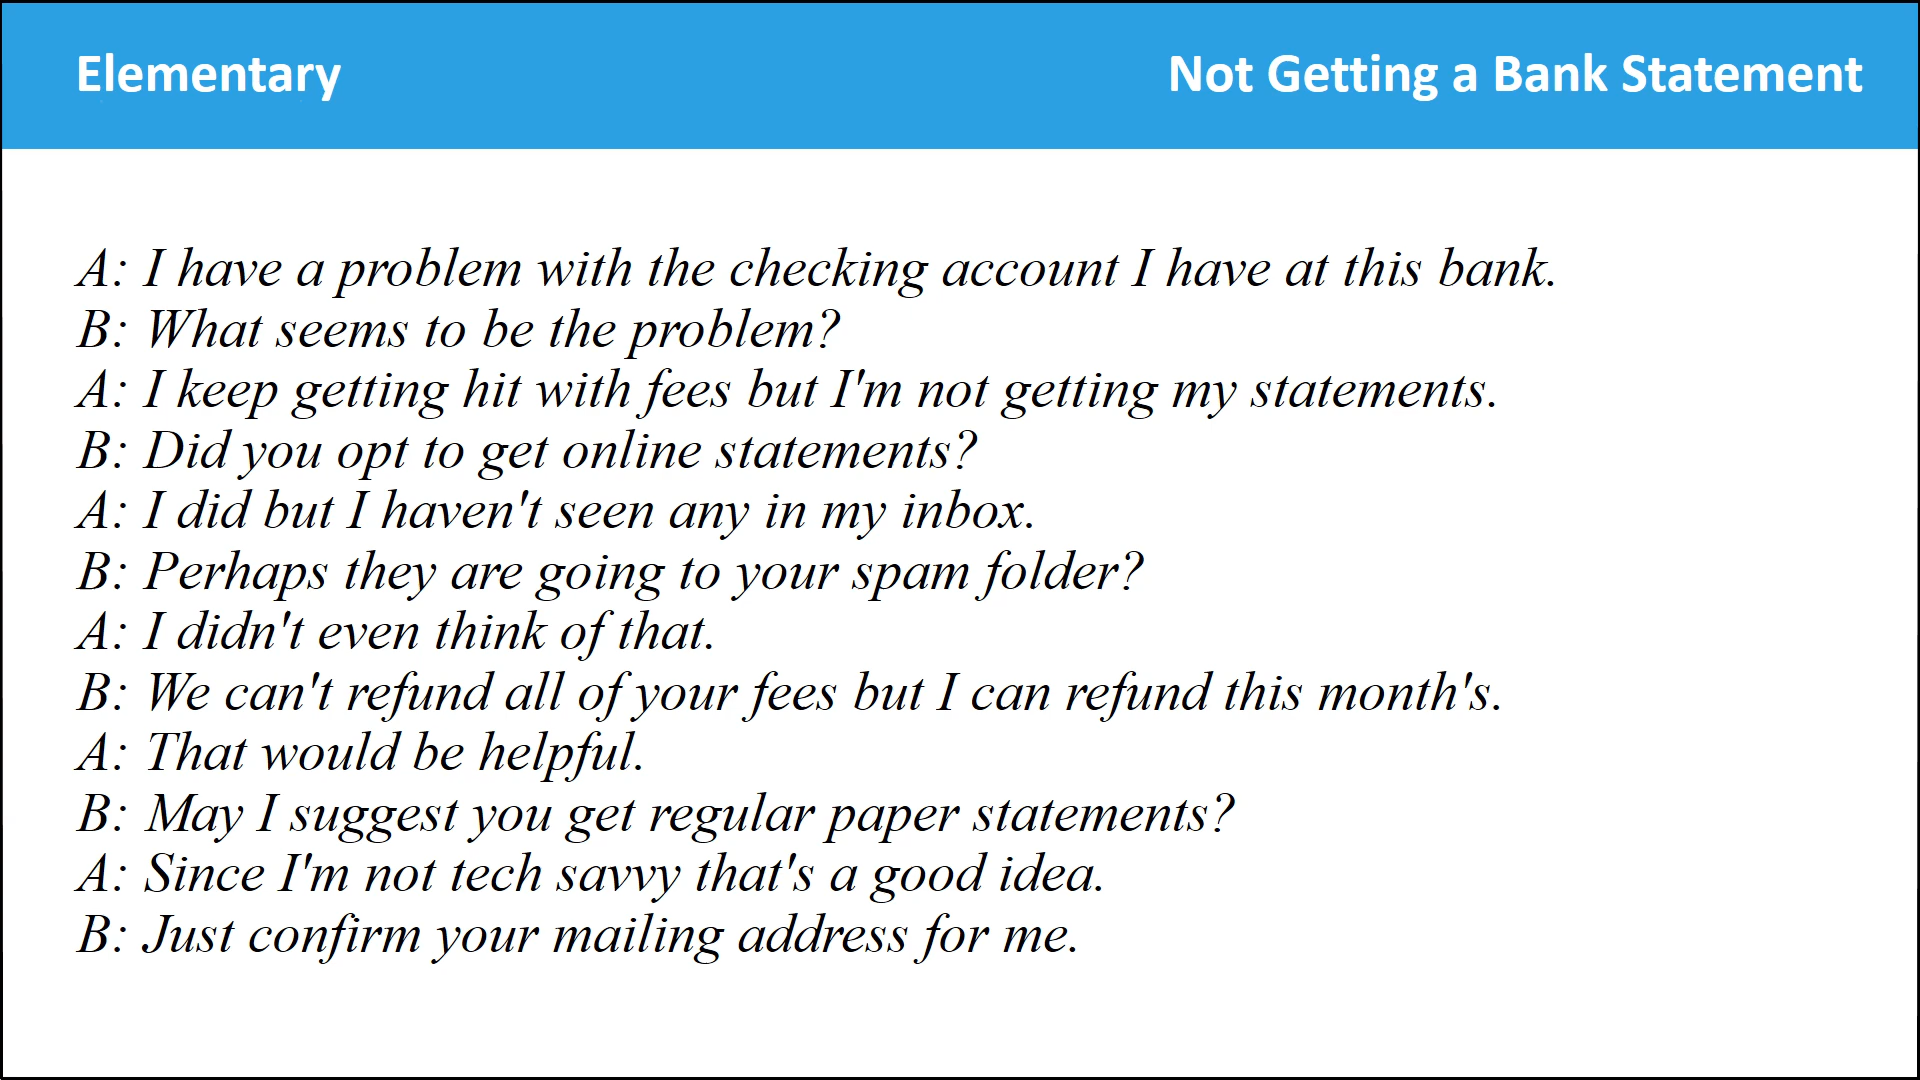 Elementary
Not Getting a Bank Statement
A: I have a problem with the checking account I have at this bank.
B: What seems to be the problem?
A: I keep getting hit with fees but I'm not getting my statements.
B: Did you opt to get online statements?
A: I did but I haven't seen any in my inbox.
B: Perhaps they are going to your spam folder?
A: I didn't even think of that.
B: We can't refund all of your fees but I can refund this month's.
A: That would be helpful.
B: May I suggest you get regular paper statements?
A: Since I'm not tech savvy that's a good idea.
B: Just confirm your mailing address for me.